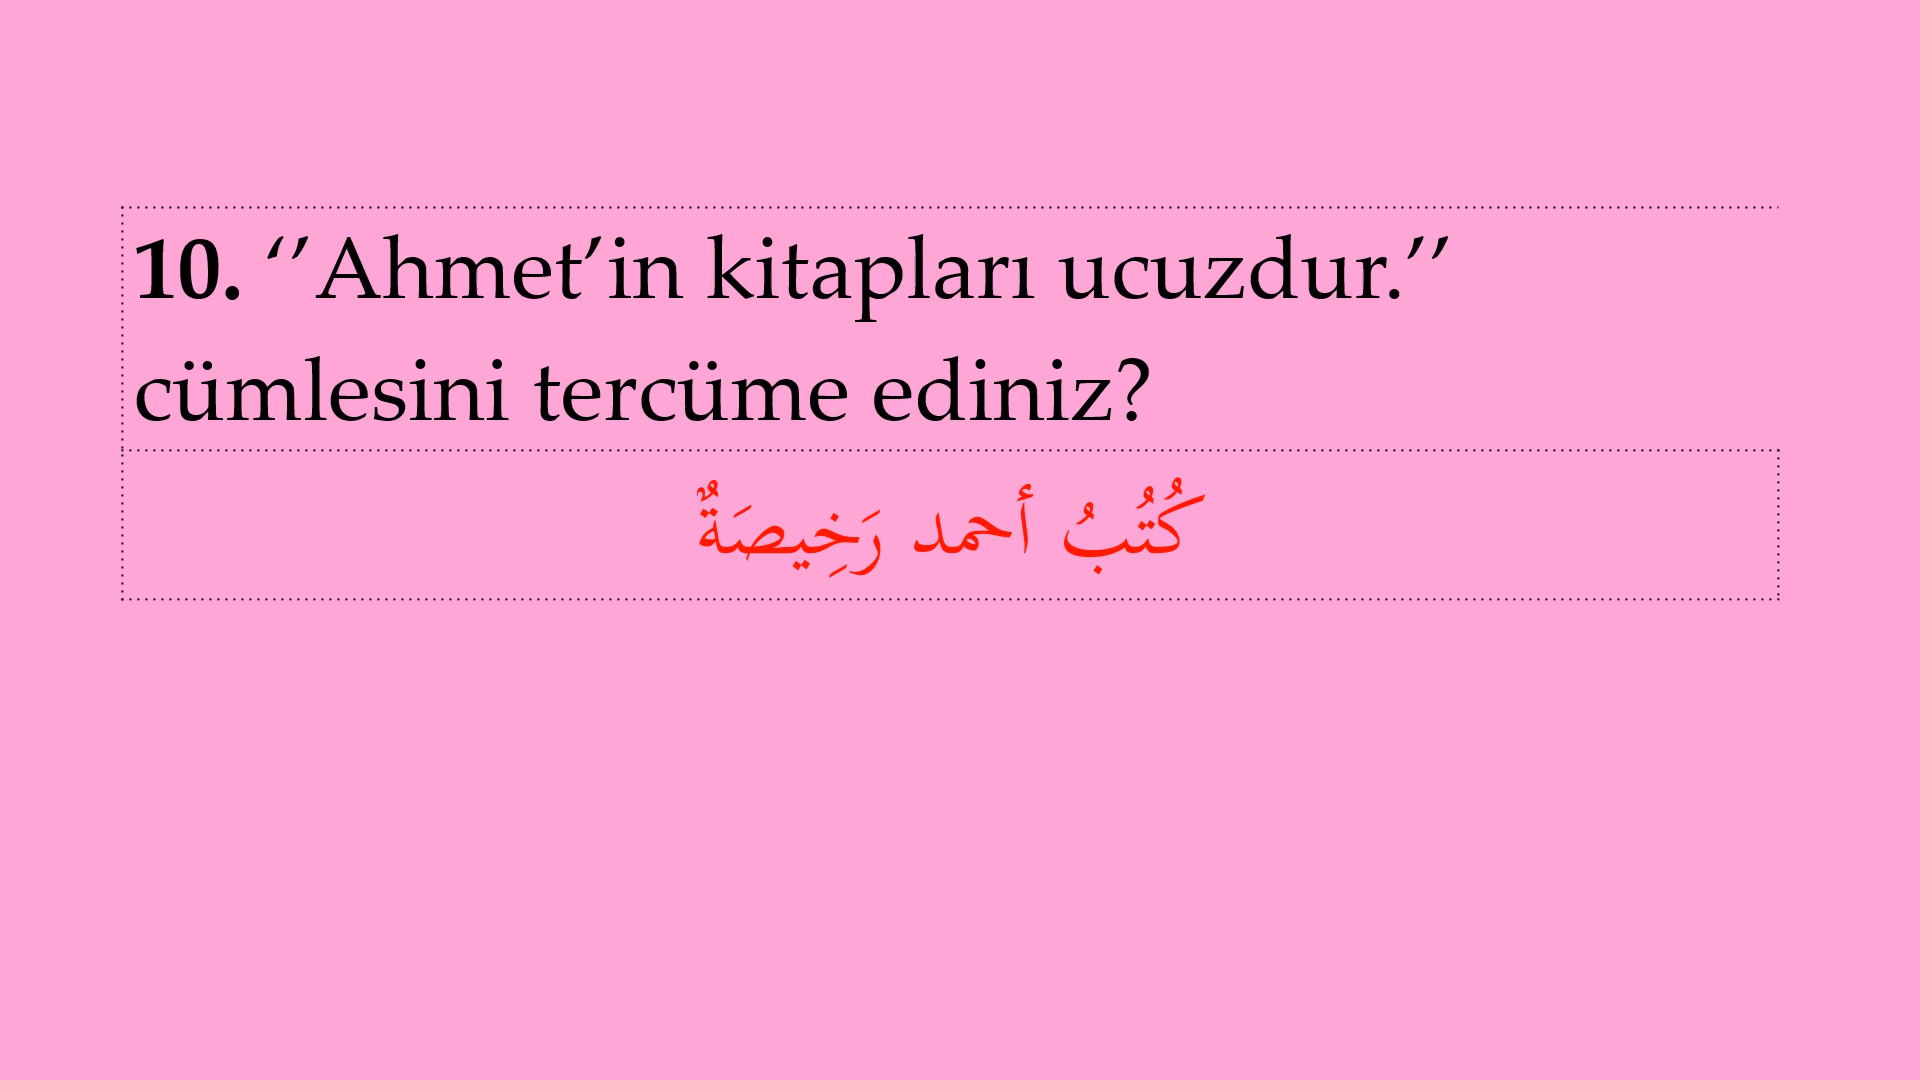 10. ‘’Ahmet’in kitapları ucuzdur.’’
cümlesini tercüme ediniz?
كُتُبُ أحمد رَخِيصَةٌ